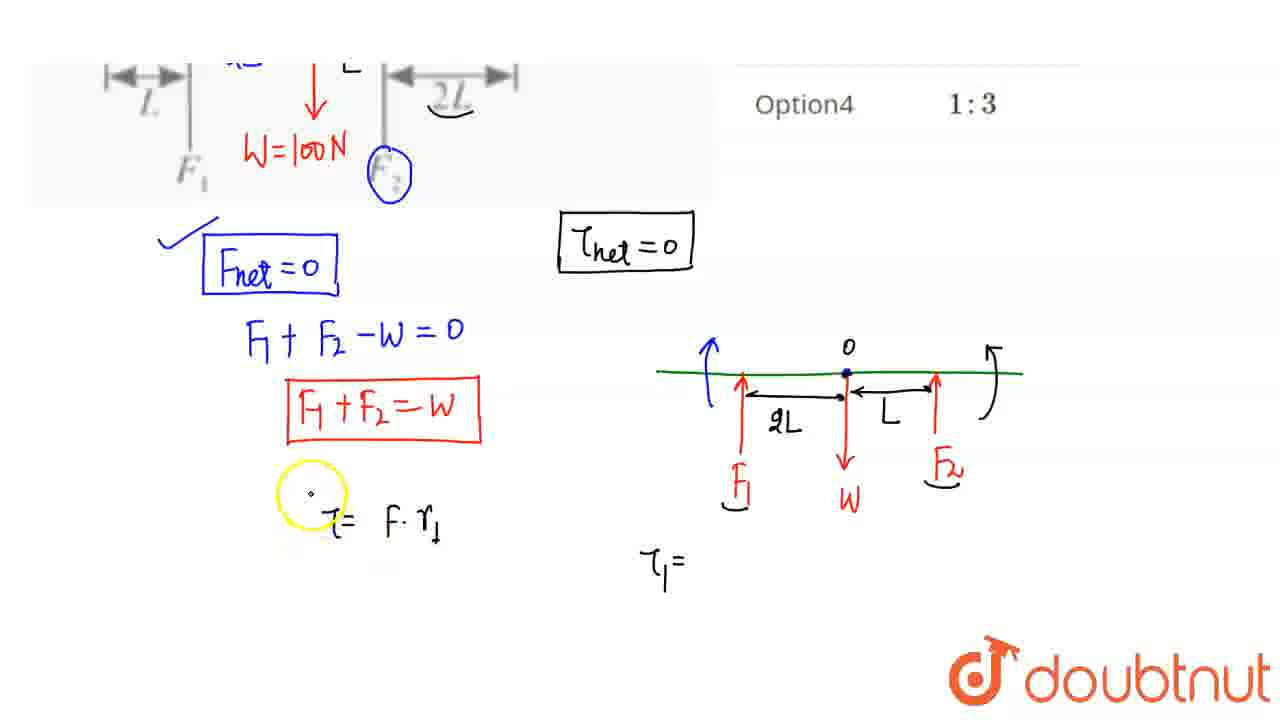 L
L
2L
Option4 1 : 3
W=100N
F1
F2
Fnet = 0
τnet = 0
F1 + F2 - W = 0
F1 + F2 = W
O
2L
L
F1
W
F2
τ = F. r⊥
τ1 =
doubtnut